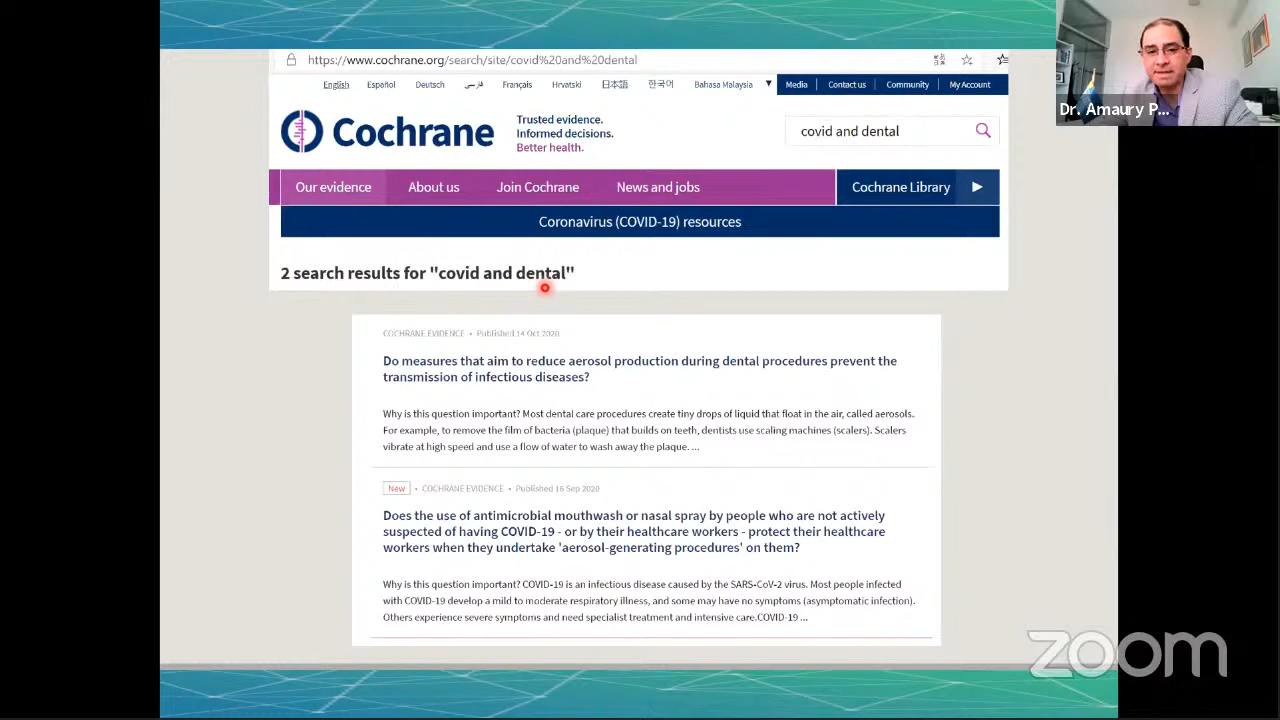 https://www.cochrane.org/search/site/covid%20and%20dental
English Español Deutsch فارسی Français Hrvatski 日本語 한국어 Bahasa Malaysia Media Contact us Community My Account
Cochrane
Trusted evidence.
Informed decisions.
Better health.
covid and dental
Our evidence About us Join Cochrane News and jobs Cochrane Library
Coronavirus (COVID-19) resources
2 search results for "covid and dental"
COCHRANE EVIDENCE • Published 14 Oct 2020
Do measures that aim to reduce aerosol production during dental procedures prevent the
transmission of infectious diseases?
Why is this question important? Most dental care procedures create tiny drops of liquid that float in the air, called aerosols.
For example, to remove the film of bacteria (plaque) that builds on teeth, dentists use scaling machines (scalers). Scalers
vibrate at high speed and use a flow of water to wash away the plaque. ...
New • COCHRANE EVIDENCE • Published 16 Sep 2020
Does the use of antimicrobial mouthwash or nasal spray by people who are not actively
suspected of having COVID-19 - or by their healthcare workers - protect their healthcare
workers when they undertake 'aerosol-generating procedures' on them?
Why is this question important? COVID-19 is an infectious disease caused by the SARS-CoV-2 virus. Most people infected
with COVID-19 develop a mild to moderate respiratory illness, and some may have no symptoms (asymptomatic infection).
Others experience severe symptoms and need specialist treatment and intensive care.COVID-19 ...
Dr. Amaury P...
zoom